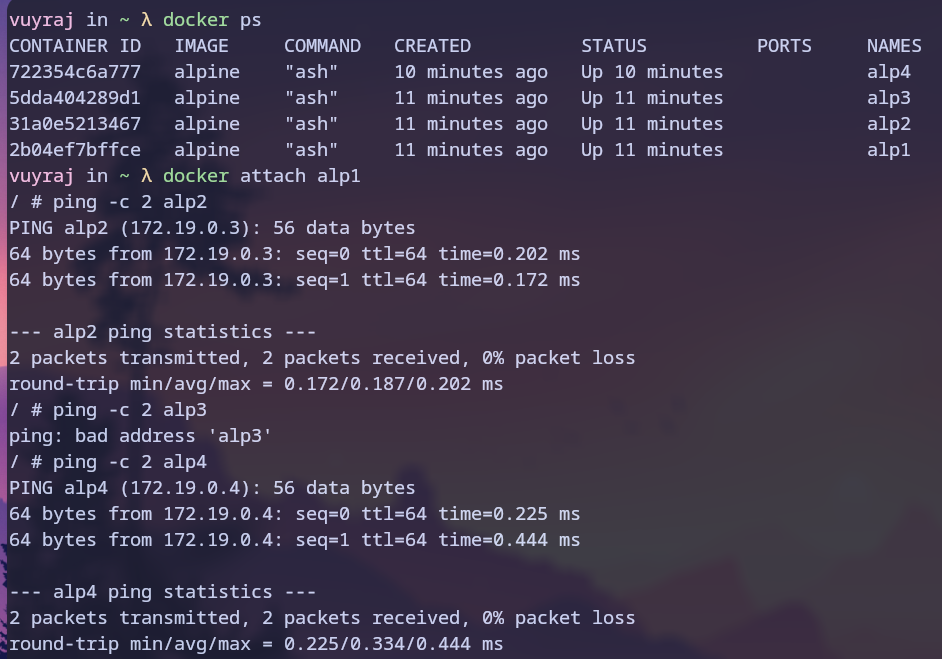 vuyraj in ~ λ docker ps
CONTAINER ID   IMAGE     COMMAND   CREATED          STATUS          PORTS     NAMES
722354c6a777   alpine    "ash"     10 minutes ago   Up 10 minutes             alp4
5dda404289d1   alpine    "ash"     11 minutes ago   Up 11 minutes             alp3
31a0e5213467   alpine    "ash"     11 minutes ago   Up 11 minutes             alp2
2b04ef7bffce   alpine    "ash"     11 minutes ago   Up 11 minutes             alp1
vuyraj in ~ λ docker attach alp1
/ # ping -c 2 alp2
PING alp2 (172.19.0.3): 56 data bytes
64 bytes from 172.19.0.3: seq=0 ttl=64 time=0.202 ms
64 bytes from 172.19.0.3: seq=1 ttl=64 time=0.172 ms

--- alp2 ping statistics ---
2 packets transmitted, 2 packets received, 0% packet loss
round-trip min/avg/max = 0.172/0.187/0.202 ms
/ # ping -c 2 alp3
ping: bad address 'alp3'
/ # ping -c 2 alp4
PING alp4 (172.19.0.4): 56 data bytes
64 bytes from 172.19.0.4: seq=0 ttl=64 time=0.225 ms
64 bytes from 172.19.0.4: seq=1 ttl=64 time=0.444 ms

--- alp4 ping statistics ---
2 packets transmitted, 2 packets received, 0% packet loss
round-trip min/avg/max = 0.225/0.334/0.444 ms